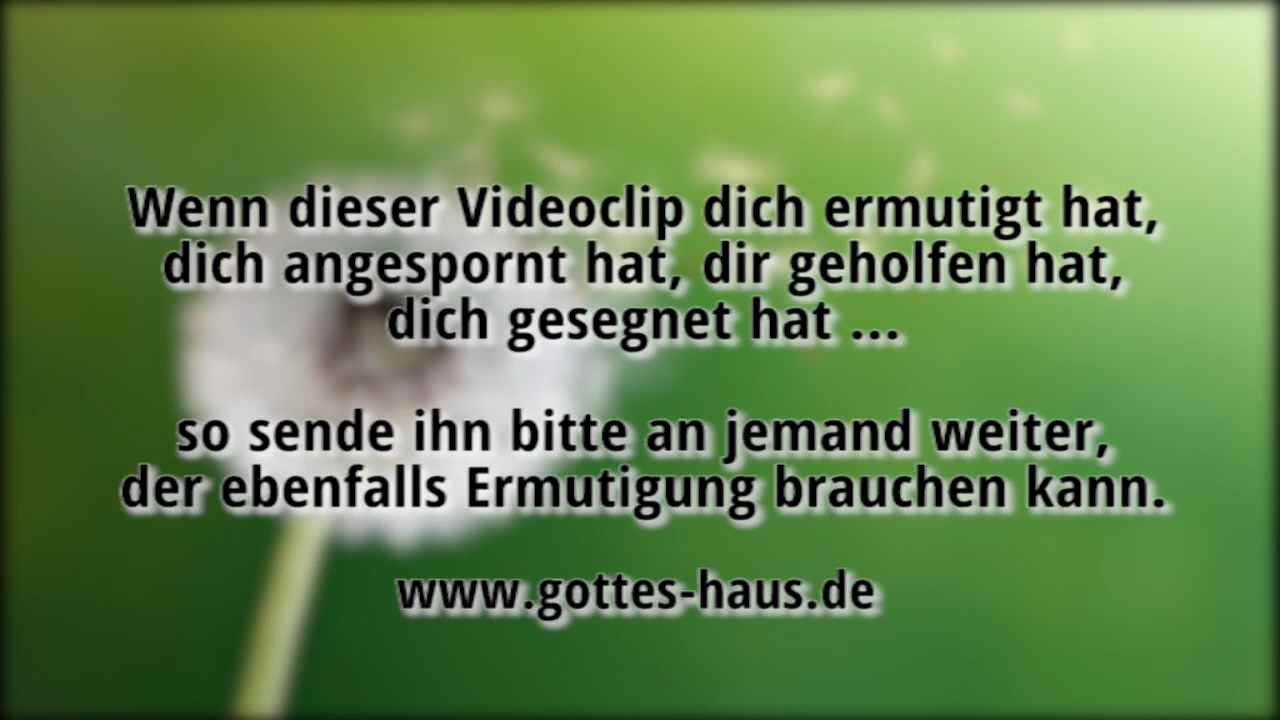 Wenn dieser Videoclip dich ermutigt hat,
dich angespornt hat, dir geholfen hat,
dich gesegnet hat ...
so sende ihn bitte an jemand weiter,
der ebenfalls Ermutigung brauchen kann.
www.gottes-haus.de